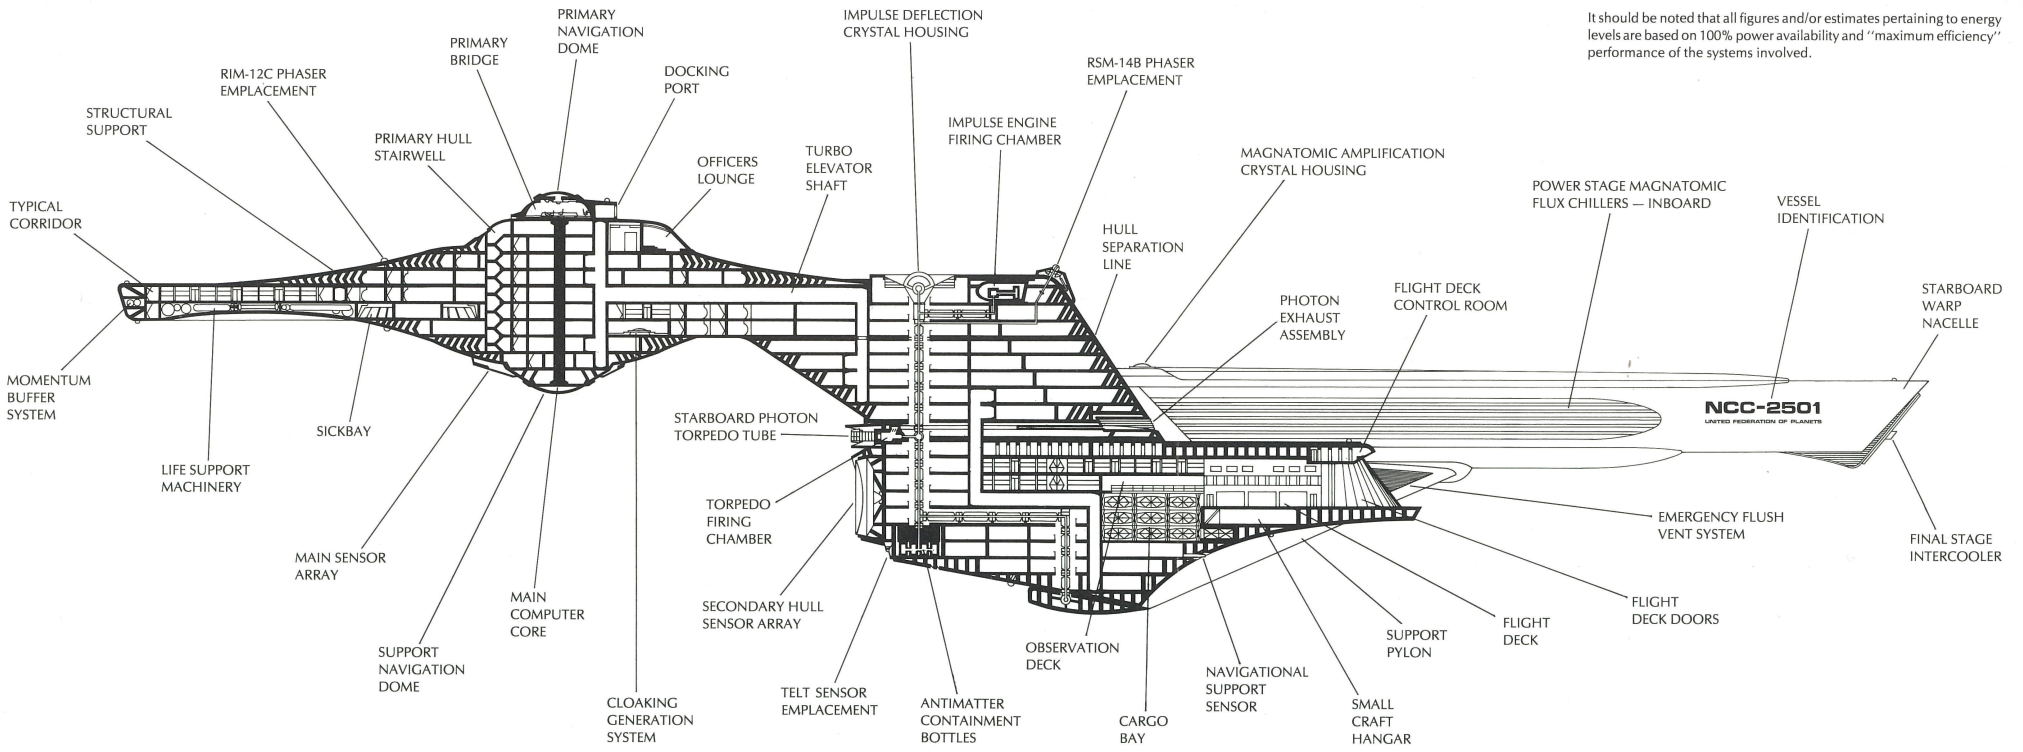 It should be noted that all figures and/or estimates pertaining to energy
levels are based on 100% power availability and "maximum efficiency"
performance of the systems involved.
PRIMARY
NAVIGATION
DOME
IMPULSE DEFLECTION
CRYSTAL HOUSING
PRIMARY
BRIDGE
RIM-12C PHASER
EMPLACEMENT
DOCKING
PORT
RSM-14B PHASER
EMPLACEMENT
STRUCTURAL
SUPPORT
PRIMARY HULL
STAIRWELL
OFFICERS
LOUNGE
TURBO
ELEVATOR
SHAFT
IMPULSE ENGINE
FIRING CHAMBER
MAGNATOMIC AMPLIFICATION
CRYSTAL HOUSING
POWER STAGE MAGNATOMIC
FLUX CHILLERS — INBOARD
VESSEL
IDENTIFICATION
TYPICAL
CORRIDOR
HULL
SEPARATION
LINE
PHOTON
EXHAUST
ASSEMBLY
FLIGHT DECK
CONTROL ROOM
STARBOARD
WARP
NACELLE
MOMENTUM
BUFFER
SYSTEM
NCC-2501
UNITED FEDERATION OF PLANETS
SICKBAY
STARBOARD PHOTON
TORPEDO TUBE
LIFE SUPPORT
MACHINERY
TORPEDO
FIRING
CHAMBER
EMERGENCY FLUSH
VENT SYSTEM
FINAL STAGE
INTERCOOLER
MAIN SENSOR
ARRAY
MAIN
COMPUTER
CORE
SECONDARY HULL
SENSOR ARRAY
FLIGHT
DECK DOORS
SUPPORT
NAVIGATION
DOME
OBSERVATION
DECK
SUPPORT
PYLON
FLIGHT
DECK
CLOAKING
GENERATION
SYSTEM
TELT SENSOR
EMPLACEMENT
ANTIMATTER
CONTAINMENT
BOTTLES
CARGO
BAY
NAVIGATIONAL
SUPPORT
SENSOR
SMALL
CRAFT
HANGAR